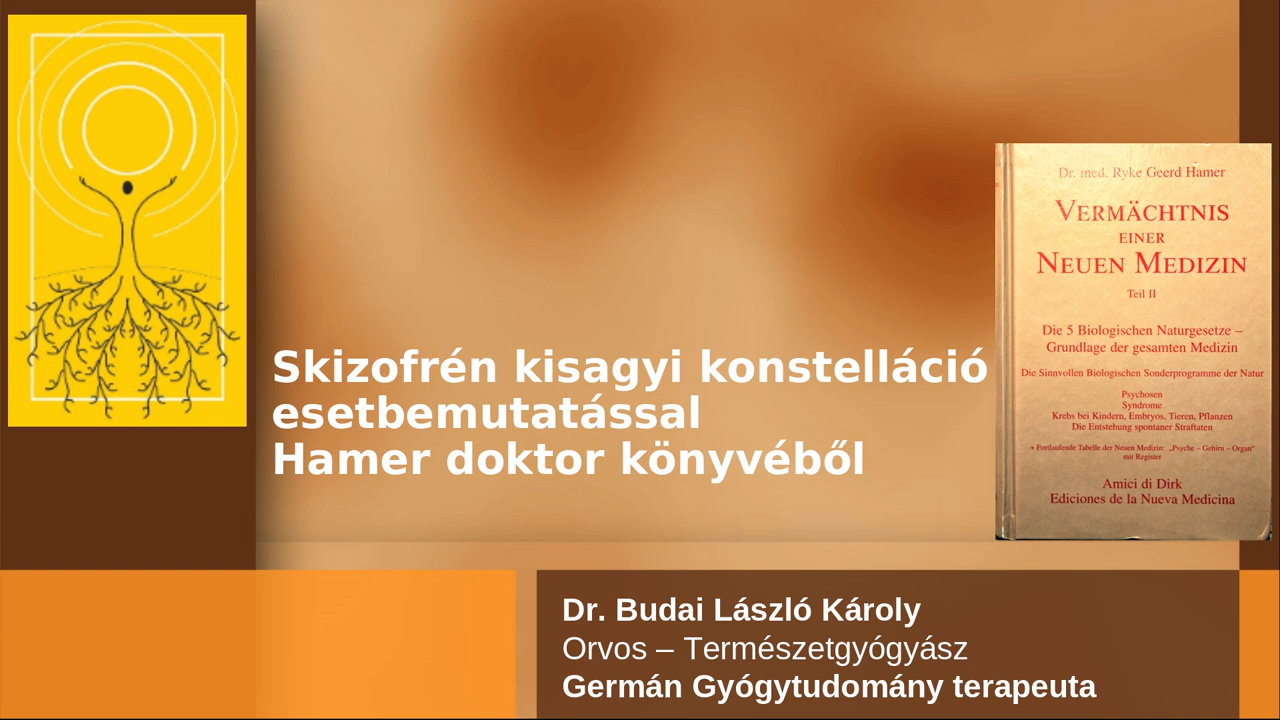 Skizofrén kisagyi konstelláció
esetbemutatással
Hamer doktor könyvéből
Dr. med. Ryke Geerd Hamer
VERMÄCHTNIS
EINER
NEUEN MEDIZIN
Teil II
Die 5 Biologischen Naturgesetze –
Grundlage der gesamten Medizin
Die Sinnvollen Biologischen Sonderprogramme der Natur
Psychosen
Syndrome
Krebs bei Kindern, Embryos, Tieren, Pflanzen
Die Entstehung spontaner Straftaten
+ Fortlaufende Tabelle der Neuen Medizin: „Psyche – Gehirn – Organ“
mit Register
Amici di Dirk
Ediciones de la Nueva Medicina
Dr. Budai László Károly
Orvos – Természetgyógyász
Germán Gyógytudomány terapeuta